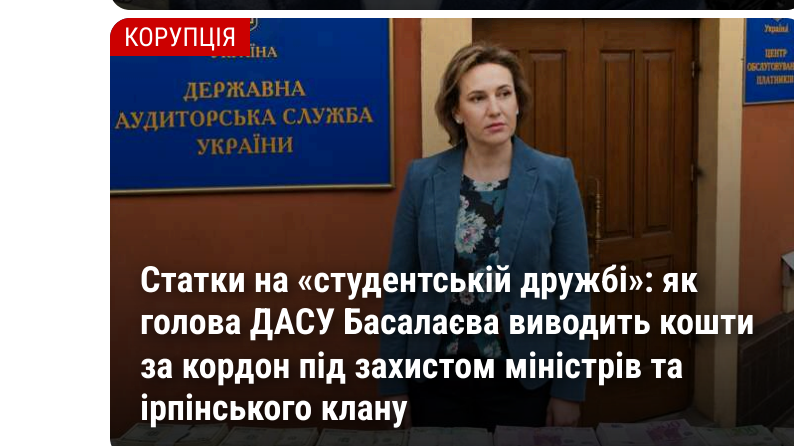 КОРУПЦІЯ
ДЕРЖАВНА
АУДИТОРСЬКА СЛУЖБА
УКРАЇНИ
Україні
ЦЕНТР
Статки на «студентській дружбі»: як
голова ДАСУ Басалаєва виводить кошти
за кордон під захистом міністрів та
ірпінського клану